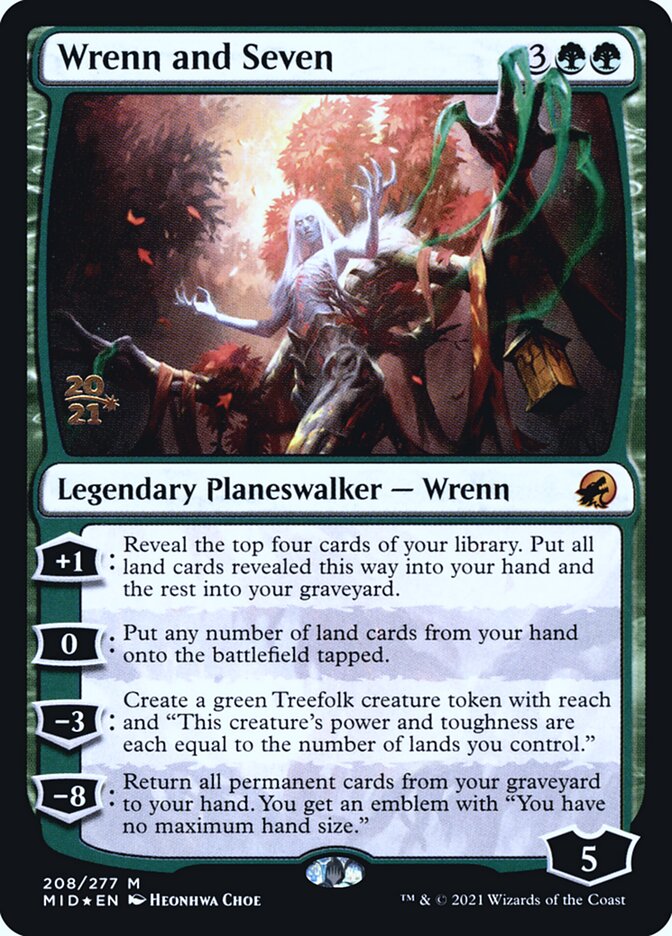 Wrenn and Seven
3
20
21
Legendary Planeswalker — Wrenn
+1: Reveal the top four cards of your library. Put all
land cards revealed this way into your hand and
the rest into your graveyard.
0: Put any number of land cards from your hand
onto the battlefield tapped.
−3: Create a green Treefolk creature token with reach
and “This creature’s power and toughness are
each equal to the number of lands you control.”
−8: Return all permanent cards from your graveyard
to your hand. You get an emblem with “You have
no maximum hand size.”
5
208/277 M
MID★EN Heonhwa Choe
™ & © 2021 Wizards of the Coast